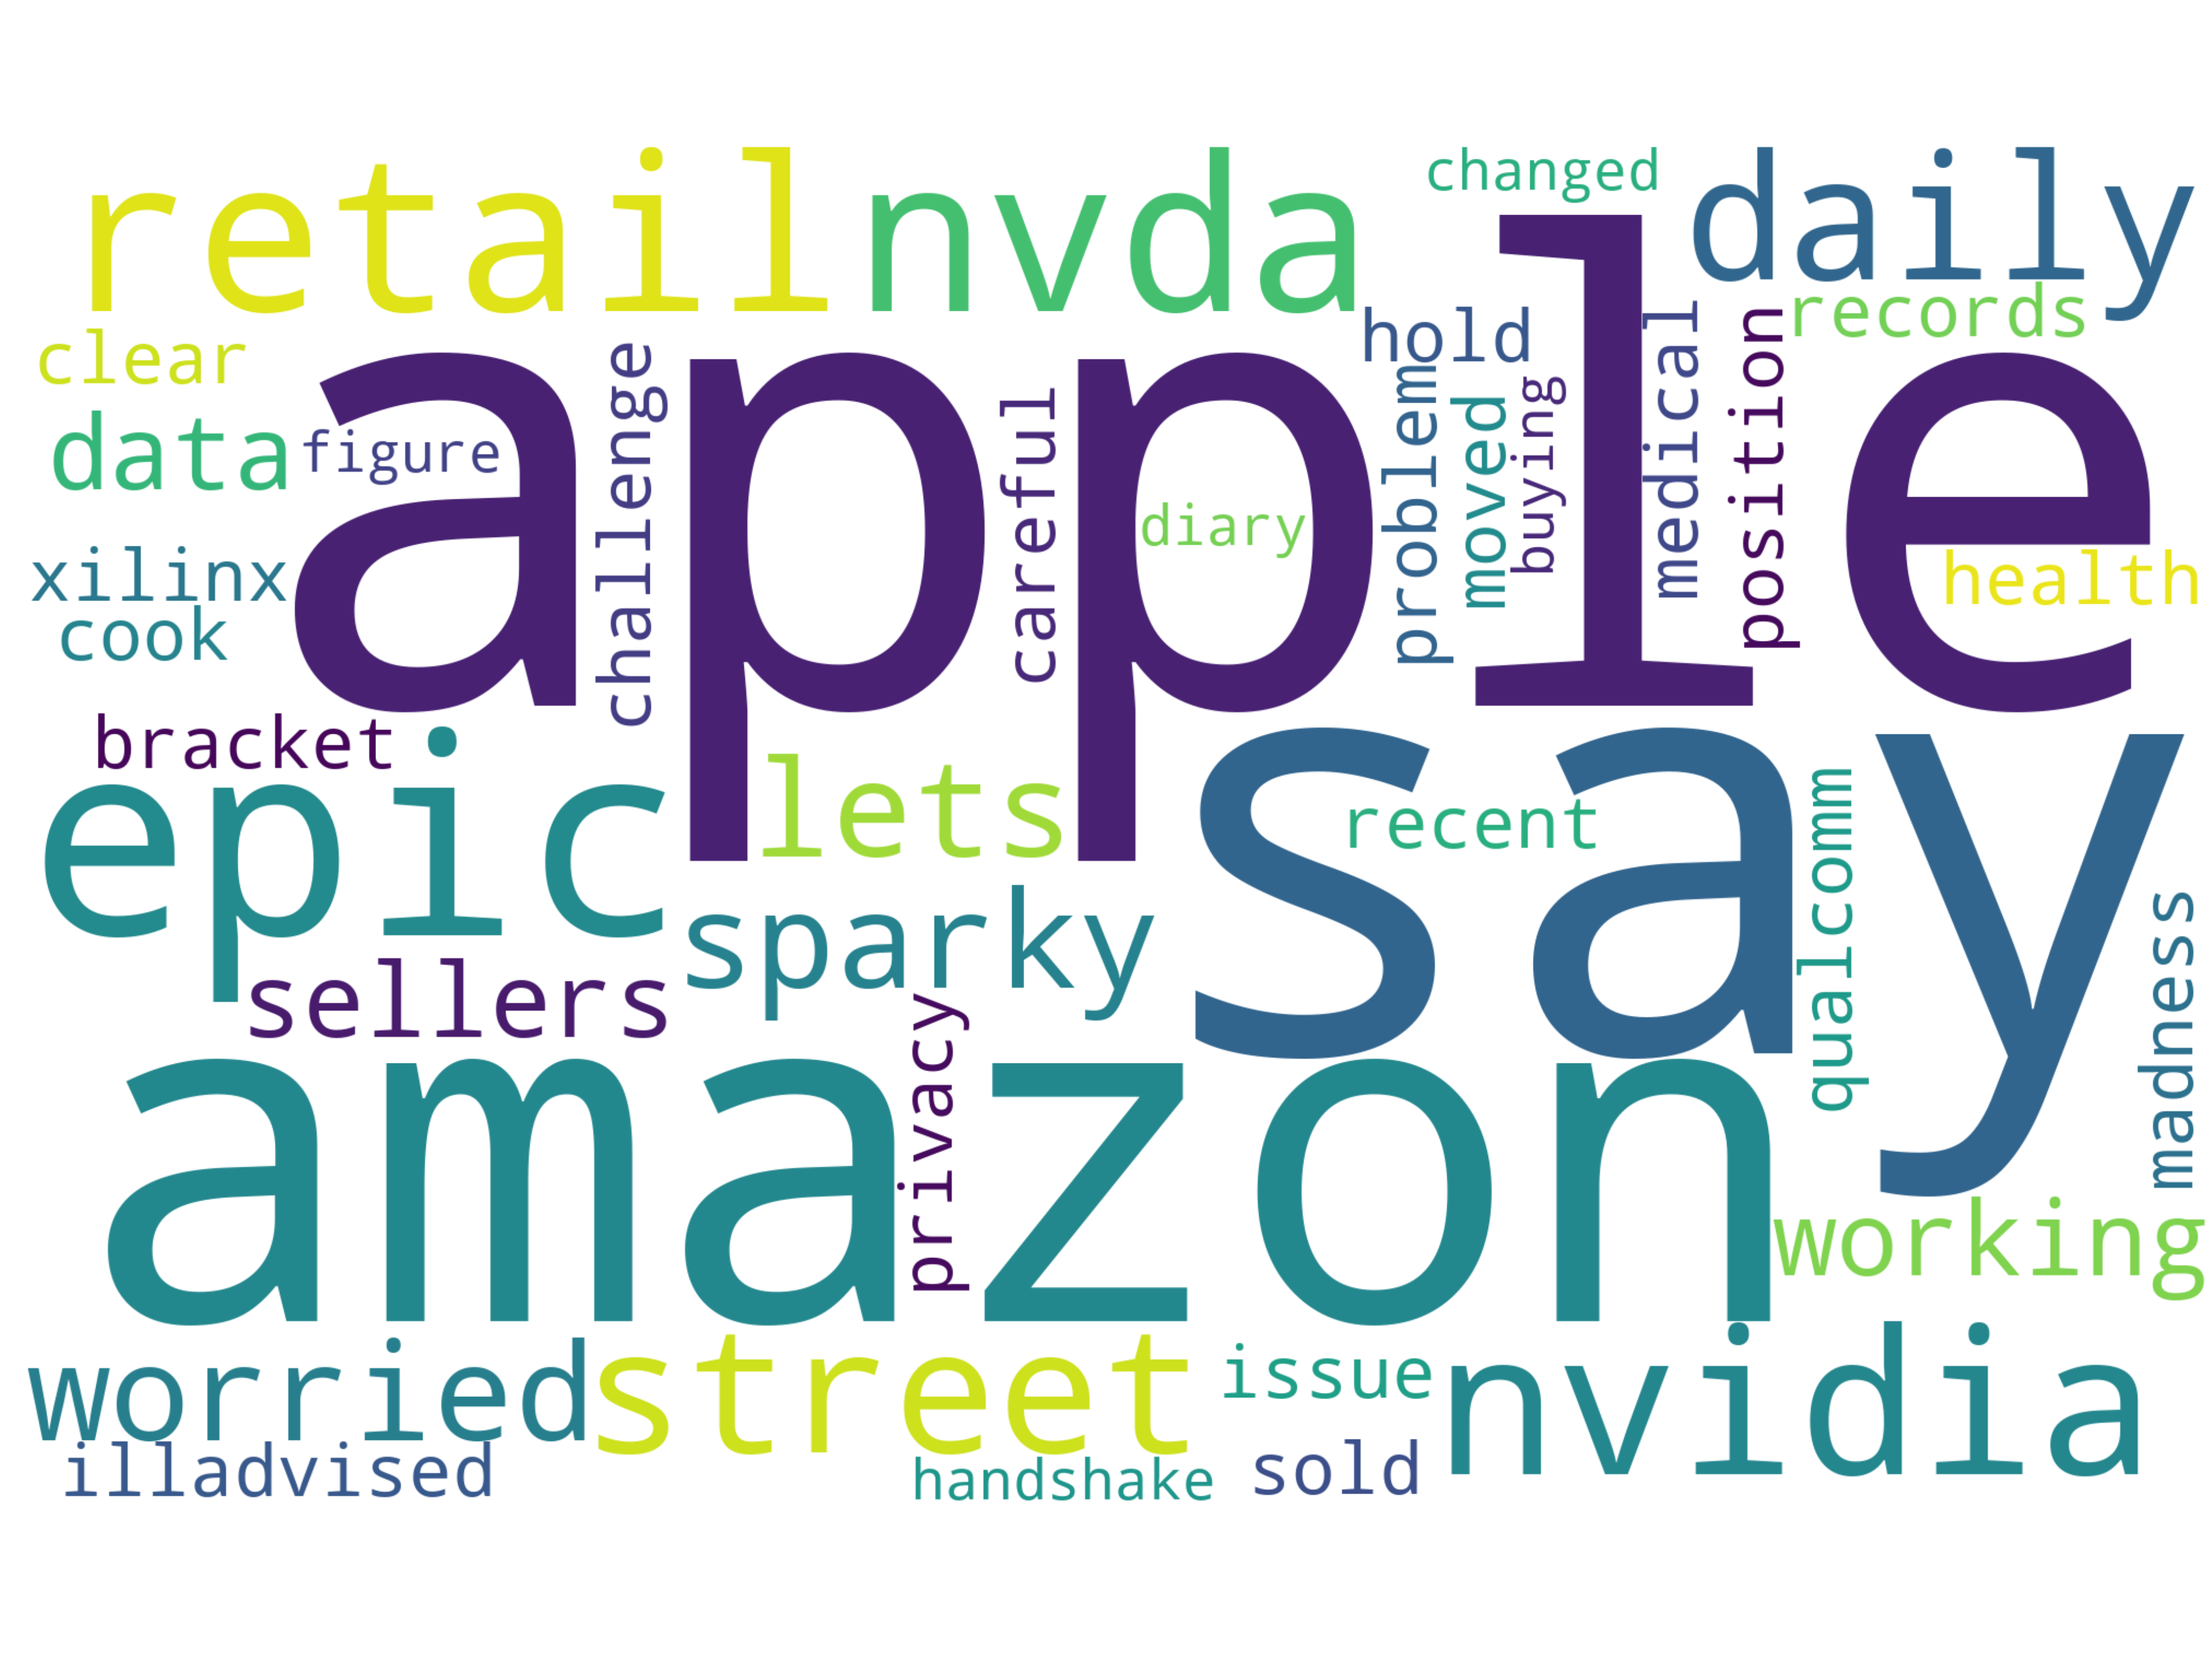 retail
nvda
changed
daily
records
clear
hold
apple
data
figure
challenge
careful
diary
problem
moved
buying
medical
position
health
xilinx
cook
bracket
epic
lets
say
recent
qualcomm
sparky
sellers
madness
privacy
amazon
working
worried
street
issue
nvidia
illadvised
handshake
sold